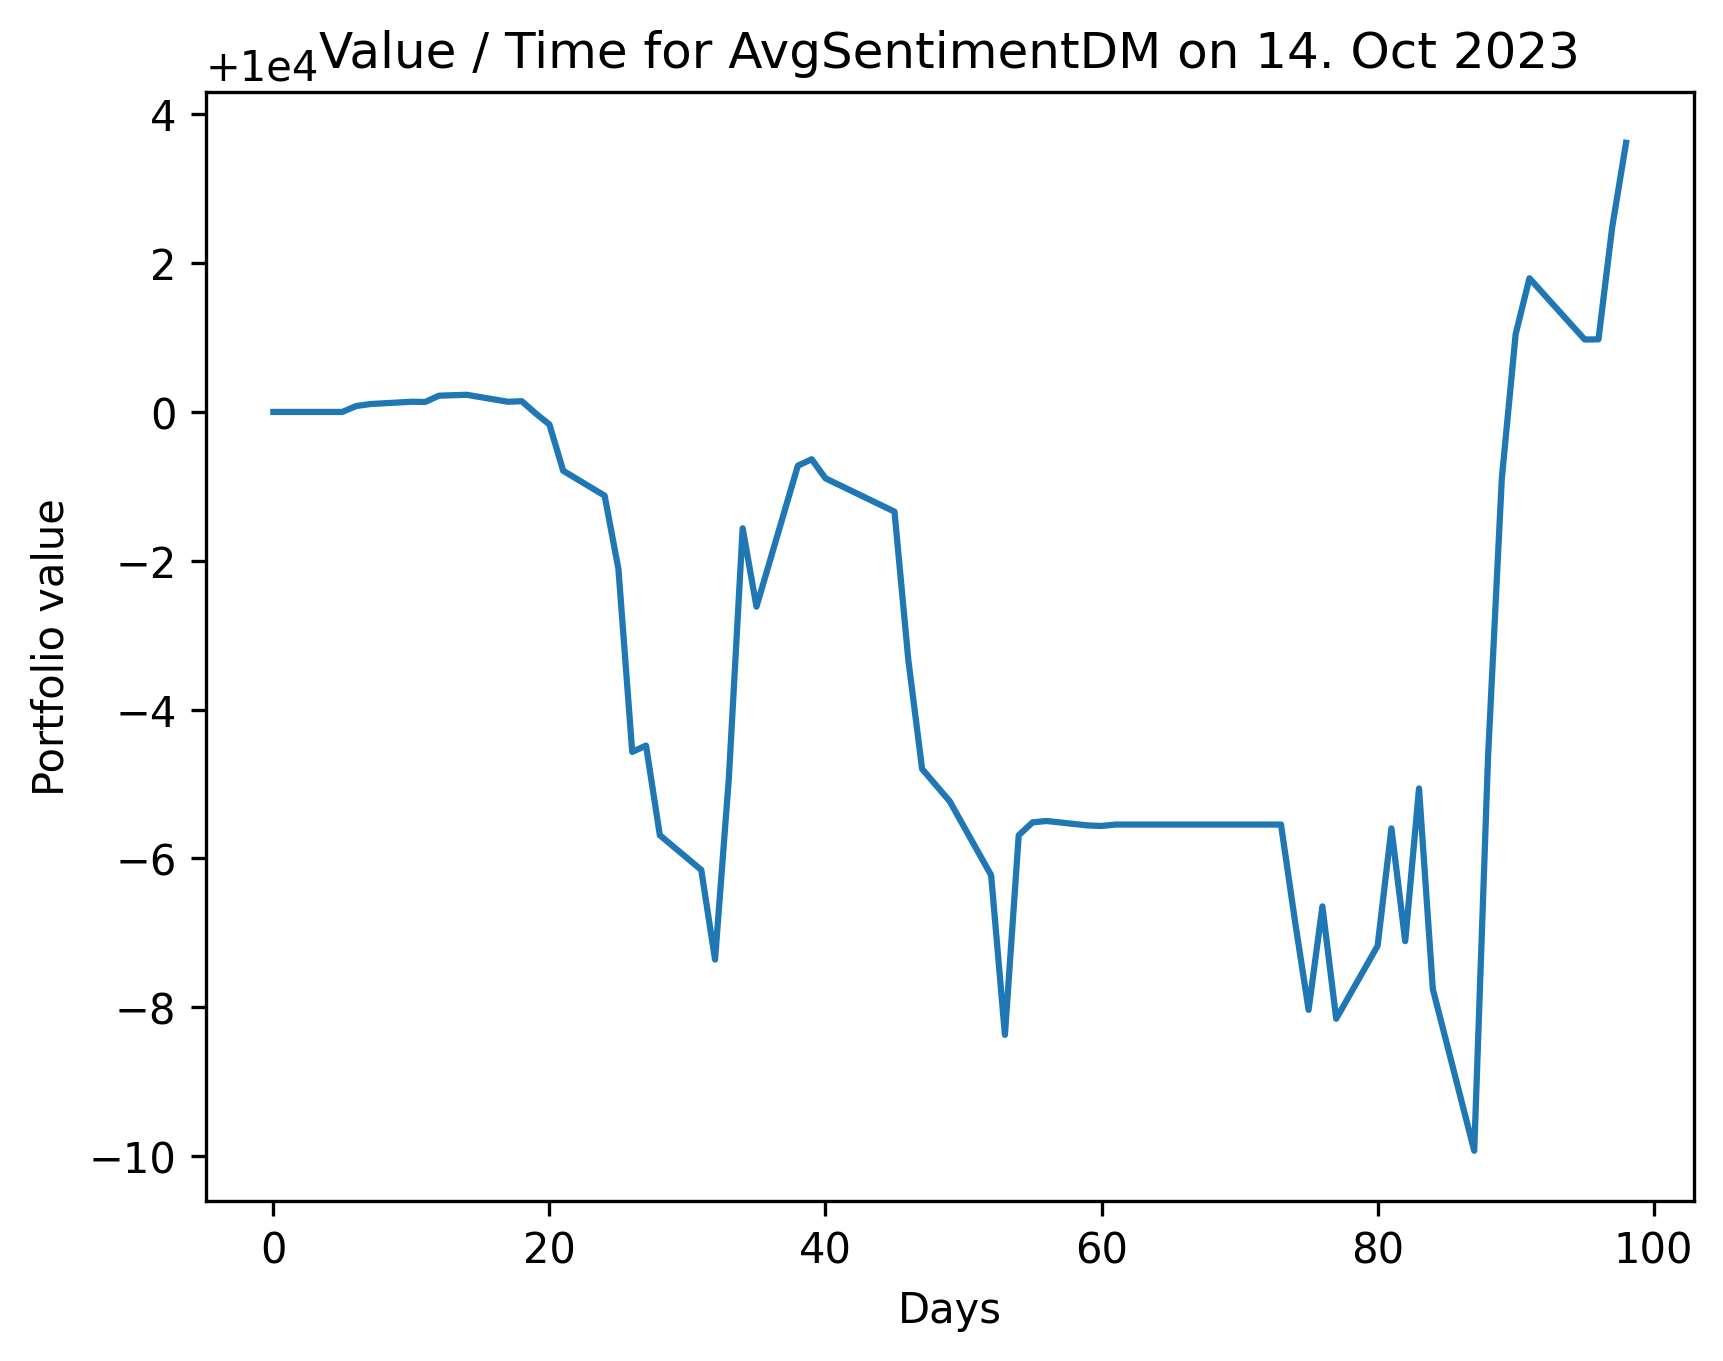 Value / Time for AvgSentimentDM on 14. Oct 2023
+1e4
4
2
0
−2
−4
−6
−8
−10
Portfolio value
0 20 40 60 80 100
Days